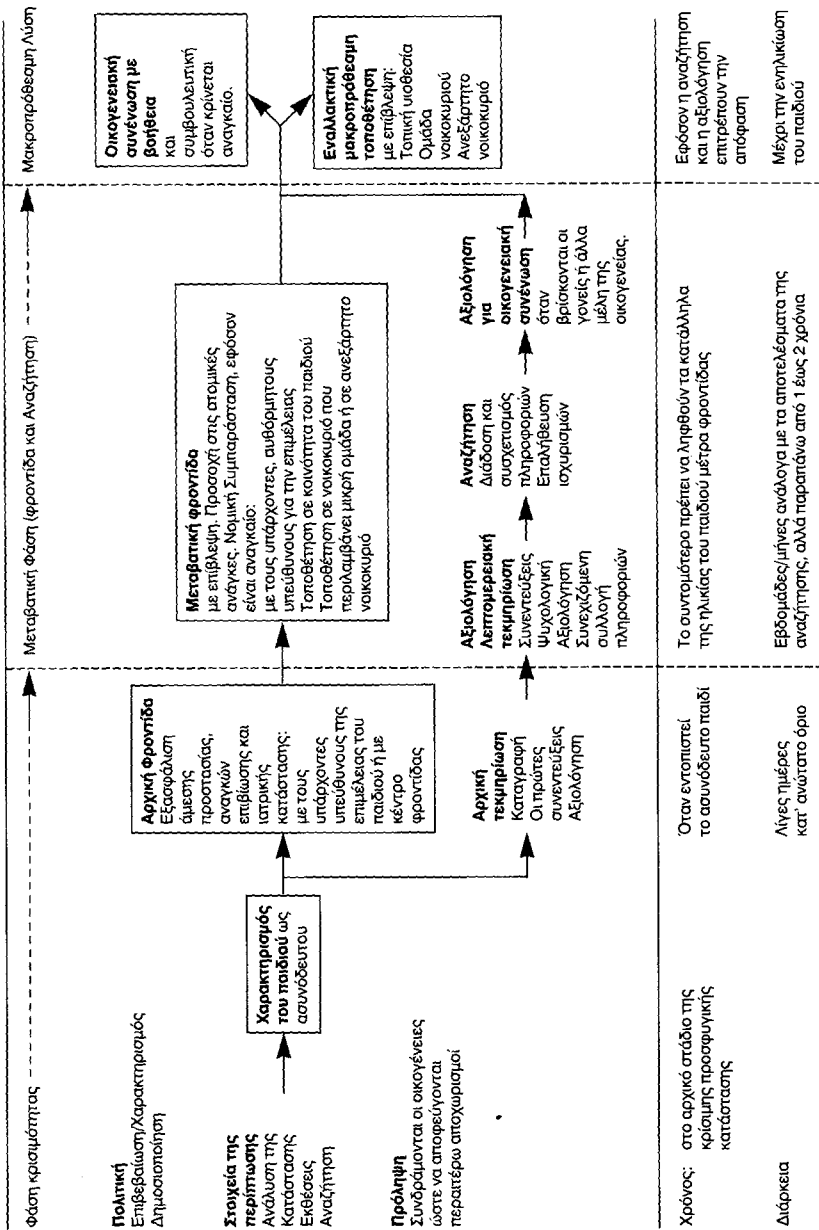 Φάση κρισιμότητας
Μεταβατική Φάση (φροντίδα και Αναζήτηση)
Μακροπρόθεσμη Λύση
Πολιτική
Επιβεβαίωση/Χαρακτηρισμός
Δημοσιοποίηση
Στοιχεία της
περίπτωσης
Ανάλυση της
Κατάστασης
Εκθέσεις
Αναζήτηση
Πρόληψη
Συνδράμονται οι οικογένειες
ώστε να αποφεύγονται
περαιτέρω αποχωρισμοί
Χαρακτηρισμός
του παιδιού ως
ασυνόδευτου
Αρχική Φροντίδα
Εξασφάλιση
άμεσης
προστασίας,
αναγκών
επιβίωσης και
ιατρικής
κατάστασης:
με τους
υπάρχοντες
υπεύθυνους της
επιμέλειας του
παιδιού ή με
κέντρο
φροντίδας
Αρχική
τεκμηρίωση
Καταγραφή
Οι πρώτες
συνεντεύξεις
Αξιολόγηση
Μεταβατική φροντίδα
με επίβλεψη. Προσοχή στις ατομικές
ανάγκες. Νομική Συμπαράσταση, εφόσον
είναι αναγκαίο:
με τους υπάρχοντες, αυθόρμητους
υπεύθυνους για την επιμέλειας
Τοποθέτηση σε κοινότητα του παιδιού
Τοποθέτηση σε νοικοκυριό που
περιλαμβάνει μικρή ομάδα ή σε ανεξάρτητο
νοικοκυριό
Αξιολόγηση
Λεπτομερειακή
τεκμηρίωση
Συνεντεύξεις
Ψυχολογική
Αξιολόγηση
Συνεχιζόμενη
συλλογή
πληροφοριών
Αναζήτηση
Διάδοση και
συσχετισμός
πληροφοριών
Επαλήθευση
ισχυρισμών
Αξιολόγηση
για
οικογενειακή
συνένωση
όταν
βρίσκονται οι
γονείς ή άλλα
μέλη της
οικογενείας.
Οικογενειακή
συνένωση με
βοήθεια
και
συμβουλευτική
όταν κρίνεται
αναγκαίο.
Εναλλακτική
μακροπρόθεσμη
τοποθέτηση
με επίβλεψη:
Τοπική υιοθεσία
Ομάδα
νοικοκυριού
Ανεξάρτητο
νοικοκυριό
Χρόνος: στο αρχικό στάδιο της
κρίσιμης προσφυγικής
κατάστασης
Όταν εντοπιστεί
το ασυνόδευτο παιδί
Το συντομότερο πρέπει να ληφθούν τα κατάλληλα
της ηλικίας του παιδιού μέτρα φροντίδας
Εφόσον η αναζήτηση
και η αξιολόγηση
επιτρέπουν την
απόφαση
Διάρκεια
Λίγες ημέρες
κατ' ανώτατο όριο
Εβδομάδες/μήνες ανάλογα με τα αποτελέσματα της
αναζήτησης, αλλά παραπάνω από 1 έως 2 χρόνια
Μέχρι την ενηλικίωση
του παιδιού